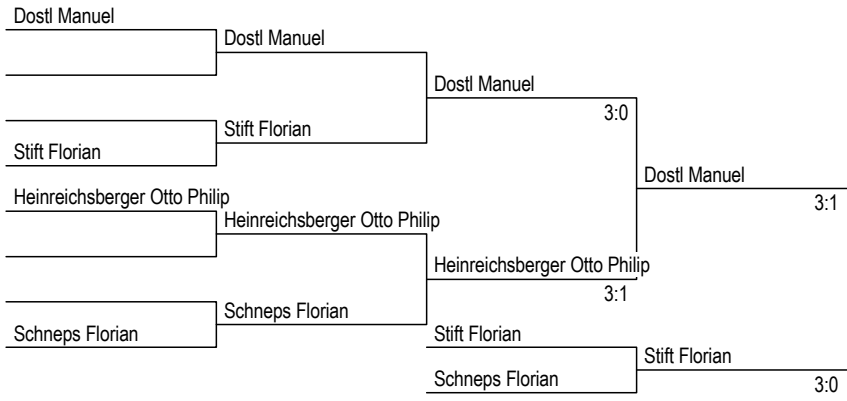 Dostl Manuel
Dostl Manuel
Dostl Manuel
3:0
Stift Florian
Stift Florian
Dostl Manuel
3:1
Heinreichsberger Otto Philip
Heinreichsberger Otto Philip
Heinreichsberger Otto Philip
3:1
Schneps Florian
Schneps Florian
Stift Florian
Stift Florian
3:0
Schneps Florian